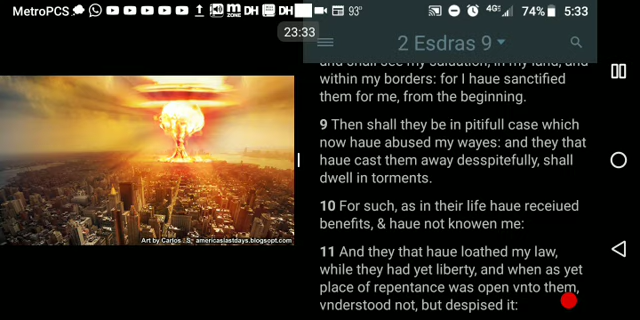 MetroPCS
ZONE
DH
DH
93°
4G
74%
5:33
23:33
2 Esdras 9
and shall see my saluation, in my land, and
within my borders: for I haue sanctified
them for me, from the beginning.
9 Then shall they be in pitifull case which
now haue abused my wayes: and they that
haue cast them away desspitefully, shall
dwell in torments.
10 For such, as in their life haue receiued
benefits, & haue not knowen me:
11 And they that haue loathed my law,
while they had yet liberty, and when as yet
place of repentance was open vnto them,
vnderstood not, but despised it:
Art by Carlos .S. americaslastdays.blogsopt.com